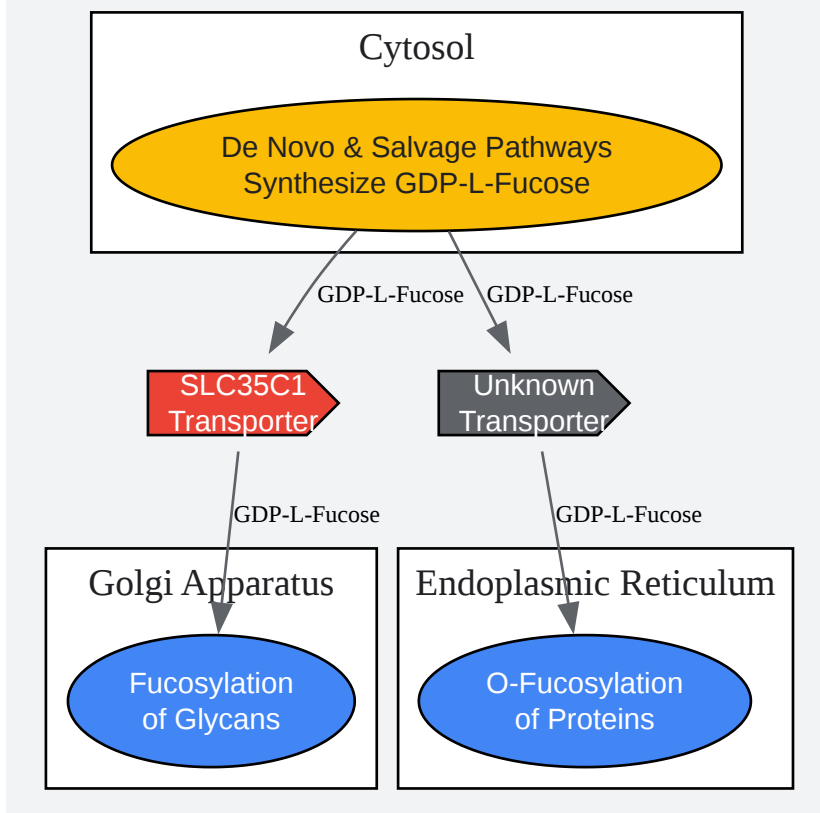 Cytosol
De Novo & Salvage Pathways
Synthesize GDP-L-Fucose
GDP-L-Fucose
GDP-L-Fucose
SLC35C1
Transporter
Unknown
Transporter
GDP-L-Fucose
GDP-L-Fucose
Golgi Apparatus
Fucosylation
of Glycans
Endoplasmic Reticulum
O-Fucosylation
of Proteins